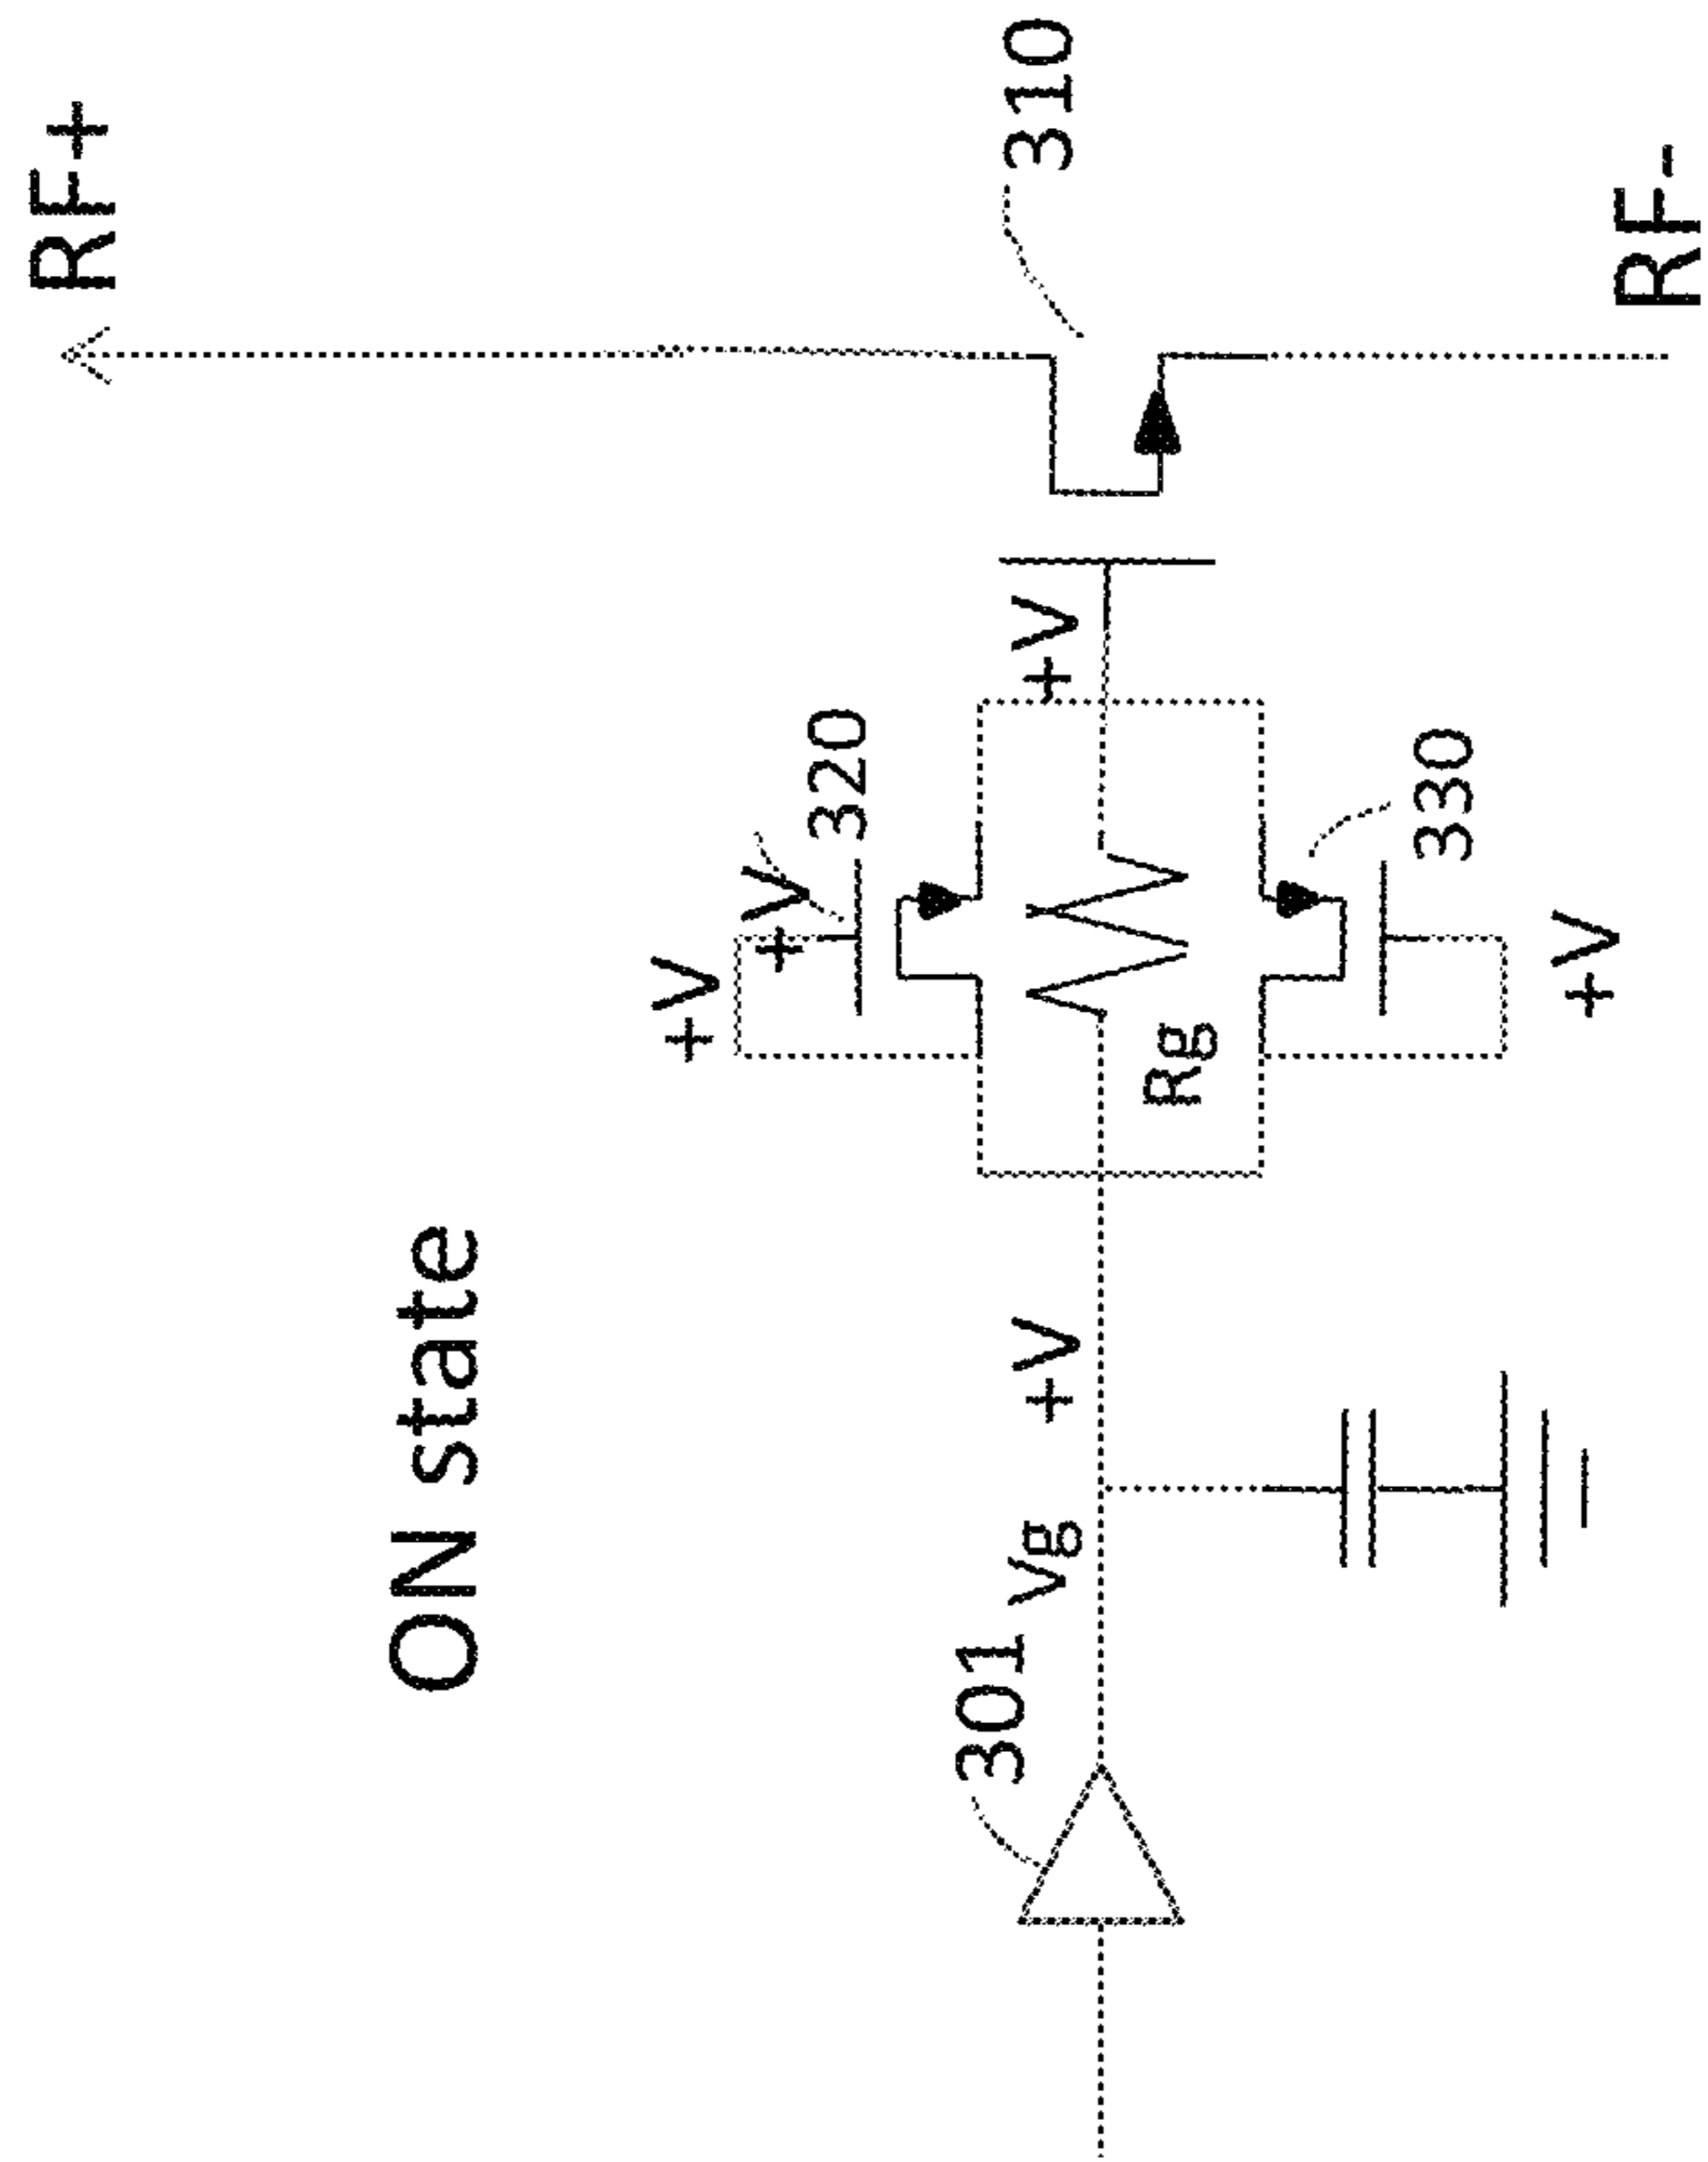 ON state
RF+
310
RF-
+V
+V
320
+V
330
+V
Rg
+V
Vg
301